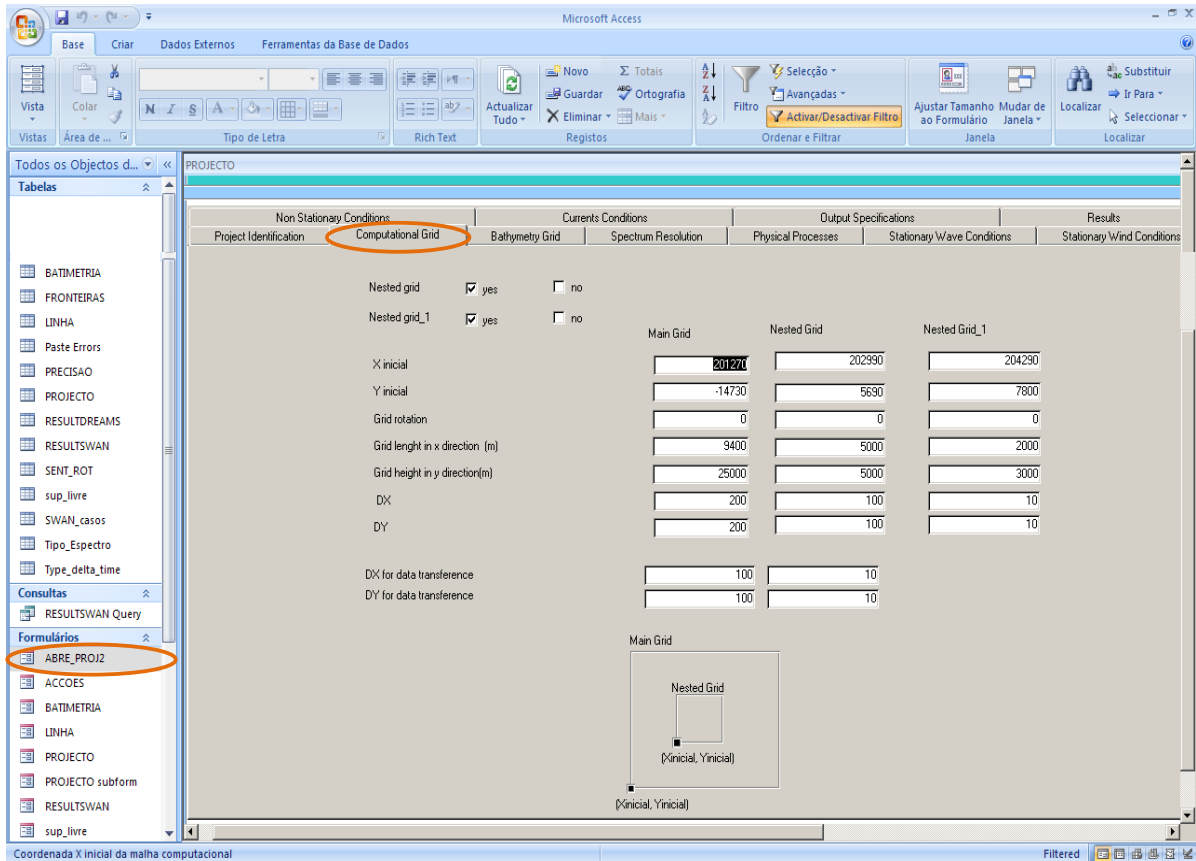 Microsoft Access
Base Criar Dados Externos Ferramentas da Base de Dados
Vista
Vistas
Colar
Área de ...
N I S A
Tipo de Letra
ab
Rich Text
Actualizar Tudo
Novo
Guardar
Eliminar
Σ Totais
ABC Ortografia
Mais
Registos
Filtro
Selecção
Avançadas
Activar/Desactivar Filtro
Ordenar e Filtrar
Ajustar Tamanho ao Formulário
Mudar de Janela
Janela
Localizar
Substituir
Ir Para
Seleccionar
Localizar
Todos os Objectos d... «
Tabelas
BATIMETRIA
FRONTEIRAS
LINHA
Paste Errors
PRECISAO
PROJECTO
RESULTDREAMS
RESULTSWAN
SENT_ROT
sup_livre
SWAN_casos
Tipo_Espectro
Type_delta_time
Consultas
RESULTSWAN Query
Formulários
ABRE_PROJ2
ACCOES
BATIMETRIA
LINHA
PROJECTO
PROJECTO subform
RESULTSWAN
sup_livre
PROJECTO
Non Stationary Conditions Currents Conditions Output Specifications Results
Project Identification Computational Grid Bathymetry Grid Spectrum Resolution Physical Processes Stationary Wave Conditions Stationary Wind Conditions
Nested grid yes no
Nested grid_1 yes no
Main Grid Nested Grid Nested Grid_1
X inicial 201270 202990 204290
Y inicial -14730 5690 7800
Grid rotation 0 0 0
Grid lenght in x direction (m) 9400 5000 2000
Grid height in y direction(m) 25000 5000 3000
DX 200 100 10
DY 200 100 10
DX for data transference 100 10
DY for data transference 100 10
Main Grid
Nested Grid
(Xinicial, Yinicial)
(Xinicial, Yinicial)
Coordenada X inicial da malha computacional Filtered